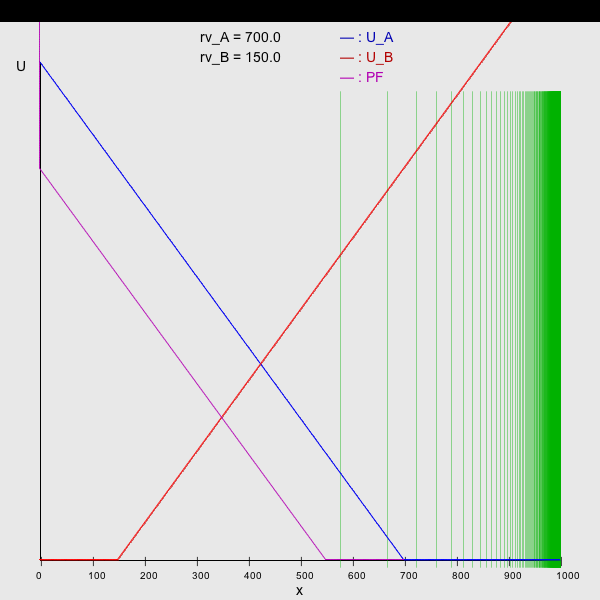 rv_A = 700.0
rv_B = 150.0
— : U_A
— : U_B
— : PF
U
0 100 200 300 400 500 600 700 800 900 1000
x